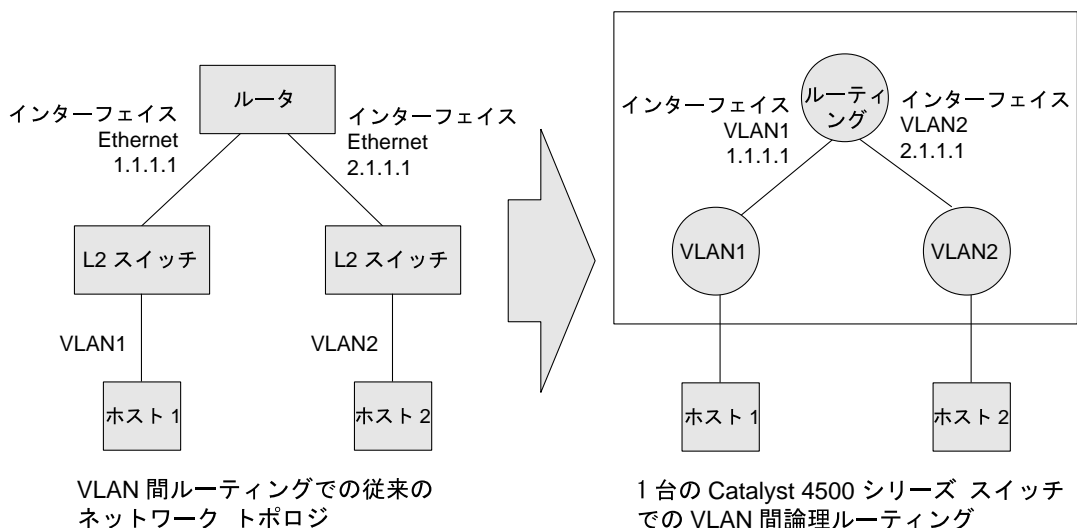 ルータ
インターフェイス
Ethernet
1.1.1.1
インターフェイス
Ethernet
2.1.1.1
L2 スイッチ
L2 スイッチ
VLAN1
VLAN2
ホスト 1
ホスト 2
VLAN 間ルーティングでの従来の
ネットワーク トポロジ
ルーティ
ング
インターフェイス
VLAN1
1.1.1.1
インターフェイス
VLAN2
2.1.1.1
VLAN1
VLAN2
ホスト 1
ホスト 2
1 台の Catalyst 4500 シリーズ スイッチ
での VLAN 間論理ルーティング